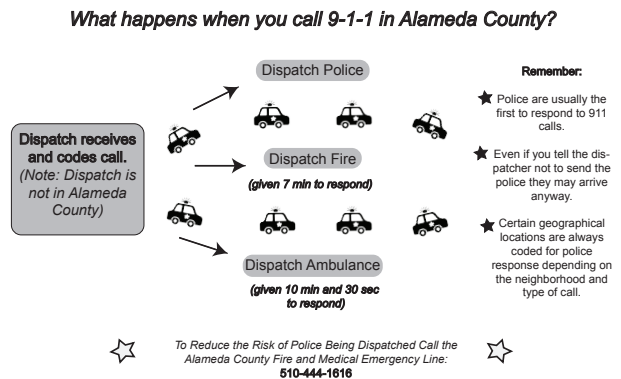 What happens when you call 9-1-1 in Alameda County?
Dispatch receives
and codes call.
(Note: Dispatch is
not in Alameda
County)
Dispatch Police
Dispatch Fire
(given 7 min to respond)
Dispatch Ambulance
(given 10 min and 30 sec
to respond)
Remember:
Police are usually the
first to respond to 911
calls.
Even if you tell the dis-
patcher not to send the
police they may arrive
anyway.
Certain geographical
locations are always
coded for police
response depending on
the neighborhood and
type of call.
To Reduce the Risk of Police Being Dispatched Call the
Alameda County Fire and Medical Emergency Line:
510-444-1616